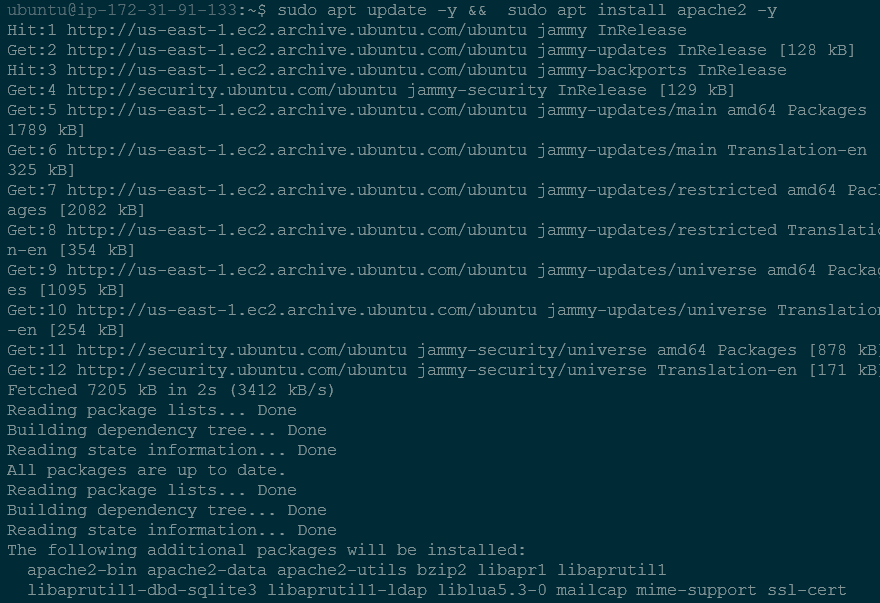 ubuntu@ip-172-31-91-133:~$ sudo apt update -y &&  sudo apt install apache2 -y
Hit:1 http://us-east-1.ec2.archive.ubuntu.com/ubuntu jammy InRelease
Get:2 http://us-east-1.ec2.archive.ubuntu.com/ubuntu jammy-updates InRelease [128 kB]
Hit:3 http://us-east-1.ec2.archive.ubuntu.com/ubuntu jammy-backports InRelease
Get:4 http://security.ubuntu.com/ubuntu jammy-security InRelease [129 kB]
Get:5 http://us-east-1.ec2.archive.ubuntu.com/ubuntu jammy-updates/main amd64 Packages
1789 kB]
Get:6 http://us-east-1.ec2.archive.ubuntu.com/ubuntu jammy-updates/main Translation-en
325 kB]
Get:7 http://us-east-1.ec2.archive.ubuntu.com/ubuntu jammy-updates/restricted amd64 Pack
ages [2082 kB]
Get:8 http://us-east-1.ec2.archive.ubuntu.com/ubuntu jammy-updates/restricted Translatio
n-en [354 kB]
Get:9 http://us-east-1.ec2.archive.ubuntu.com/ubuntu jammy-updates/universe amd64 Packag
es [1095 kB]
Get:10 http://us-east-1.ec2.archive.ubuntu.com/ubuntu jammy-updates/universe Translation
-en [254 kB]
Get:11 http://security.ubuntu.com/ubuntu jammy-security/universe amd64 Packages [878 kB]
Get:12 http://security.ubuntu.com/ubuntu jammy-security/universe Translation-en [171 kB]
Fetched 7205 kB in 2s (3412 kB/s)
Reading package lists... Done
Building dependency tree... Done
Reading state information... Done
All packages are up to date.
Reading package lists... Done
Building dependency tree... Done
Reading state information... Done
The following additional packages will be installed:
  apache2-bin apache2-data apache2-utils bzip2 libapr1 libaprutil1
  libaprutil1-dbd-sqlite3 libaprutil1-ldap liblua5.3-0 mailcap mime-support ssl-cert